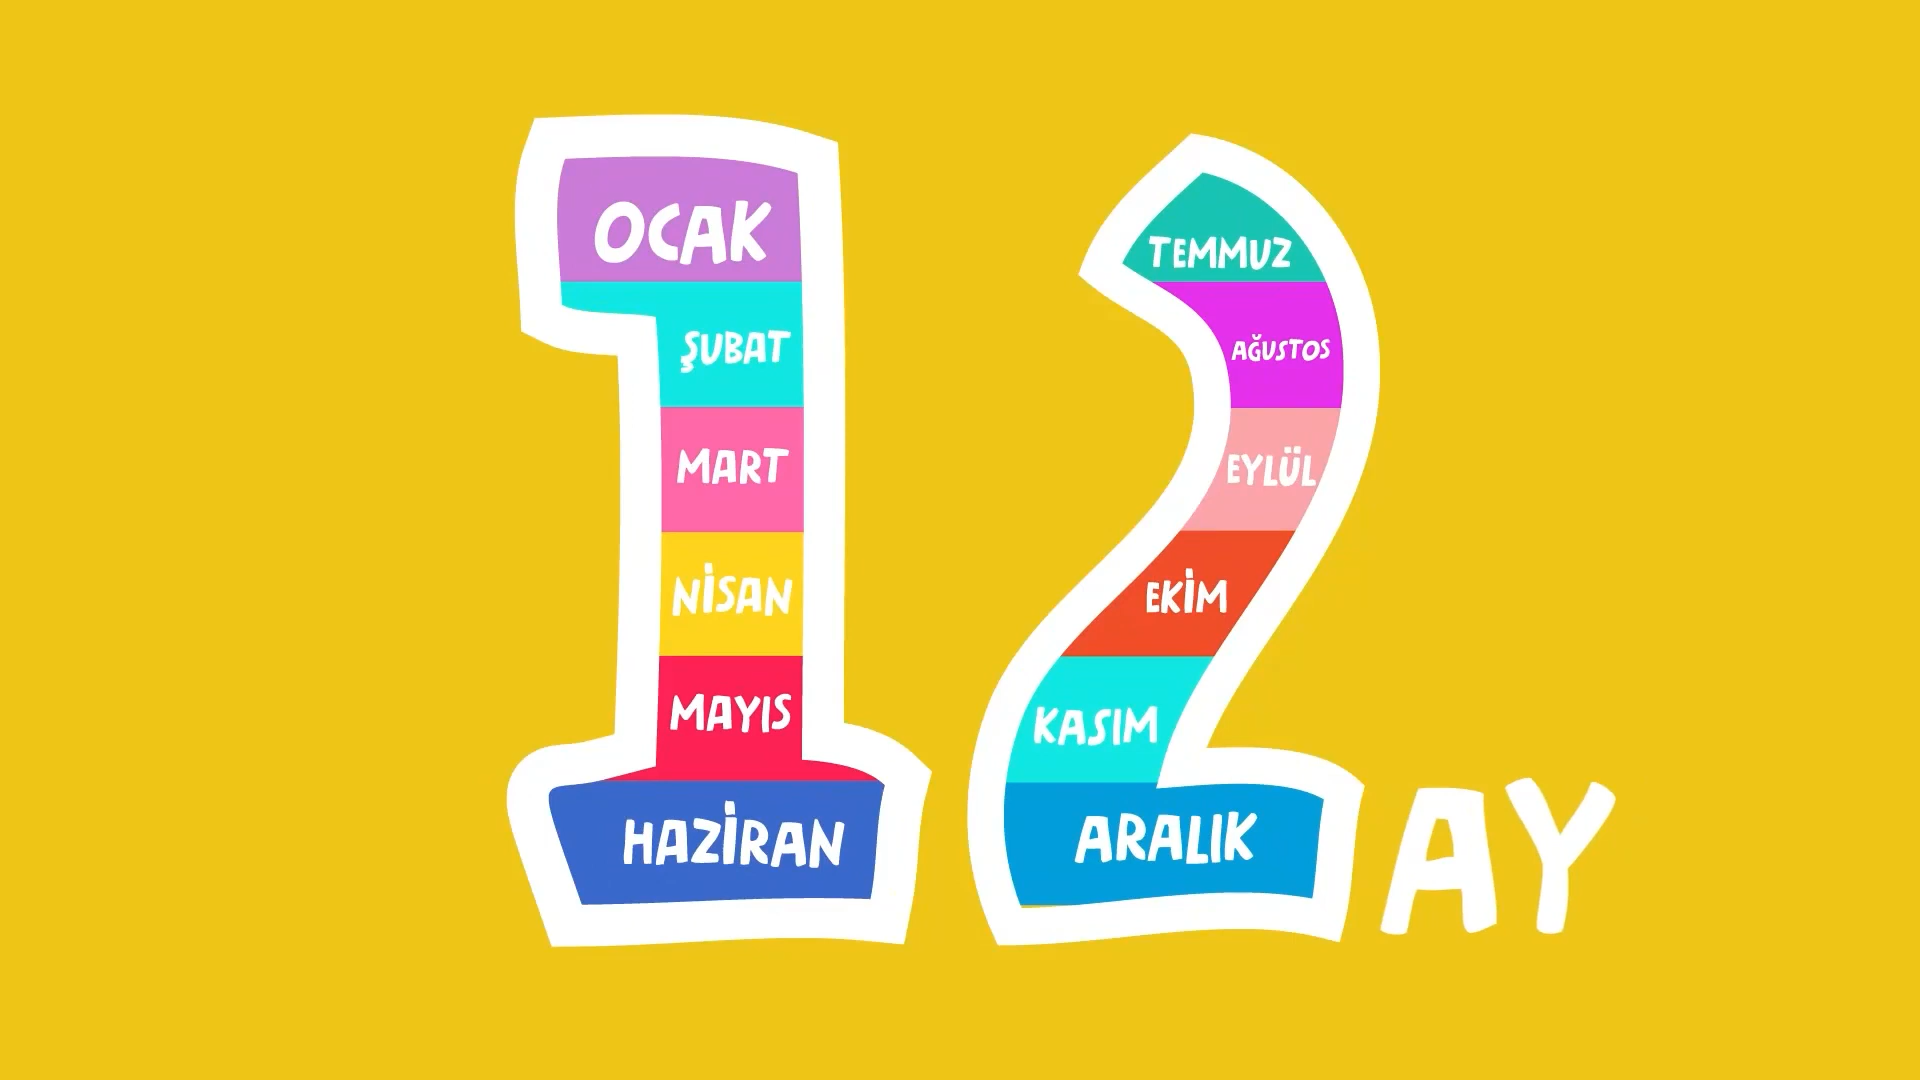 12 AY
OCAK
ŞUBAT
MART
NİSAN
MAYIS
HAZİRAN
TEMMUZ
AĞUSTOS
EYLÜL
EKİM
KASIM
ARALIK